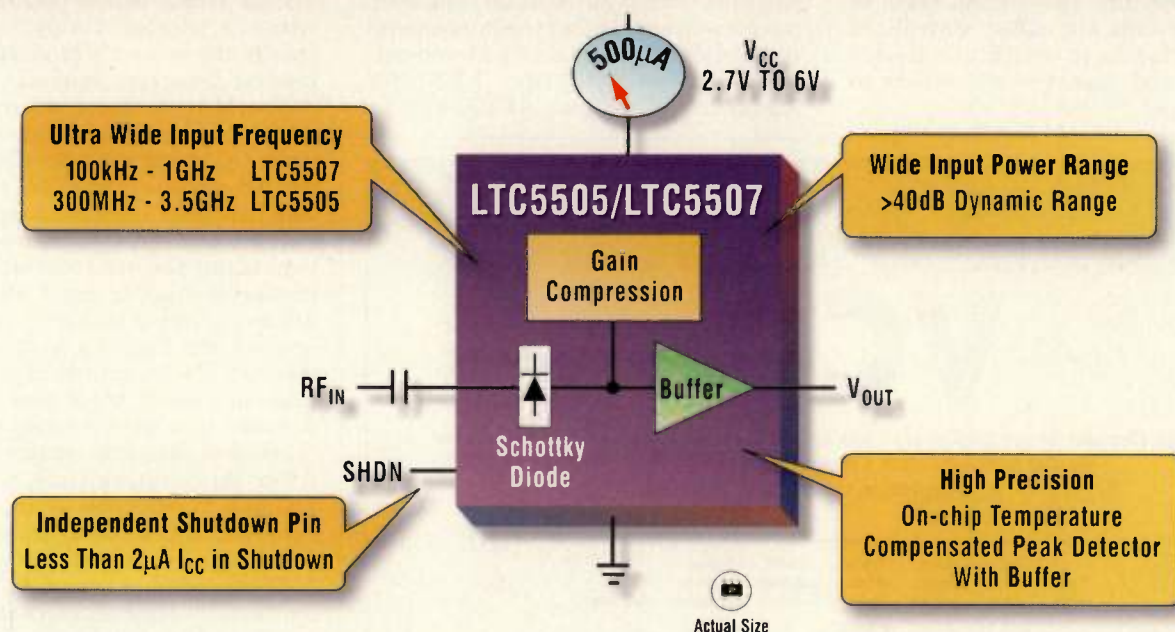 500µA
VCC
2.7V TO 6V
Ultra Wide Input Frequency
100kHz - 1GHz LTC5507
300MHz - 3.5GHz LTC5505
Wide Input Power Range
>40dB Dynamic Range
LTC5505/LTC5507
Gain
Compression
RFIN
Buffer
VOUT
Schottky
Diode
SHDN
Independent Shutdown Pin
Less Than 2µA ICC in Shutdown
High Precision
On-chip Temperature
Compensated Peak Detector
With Buffer
Actual Size